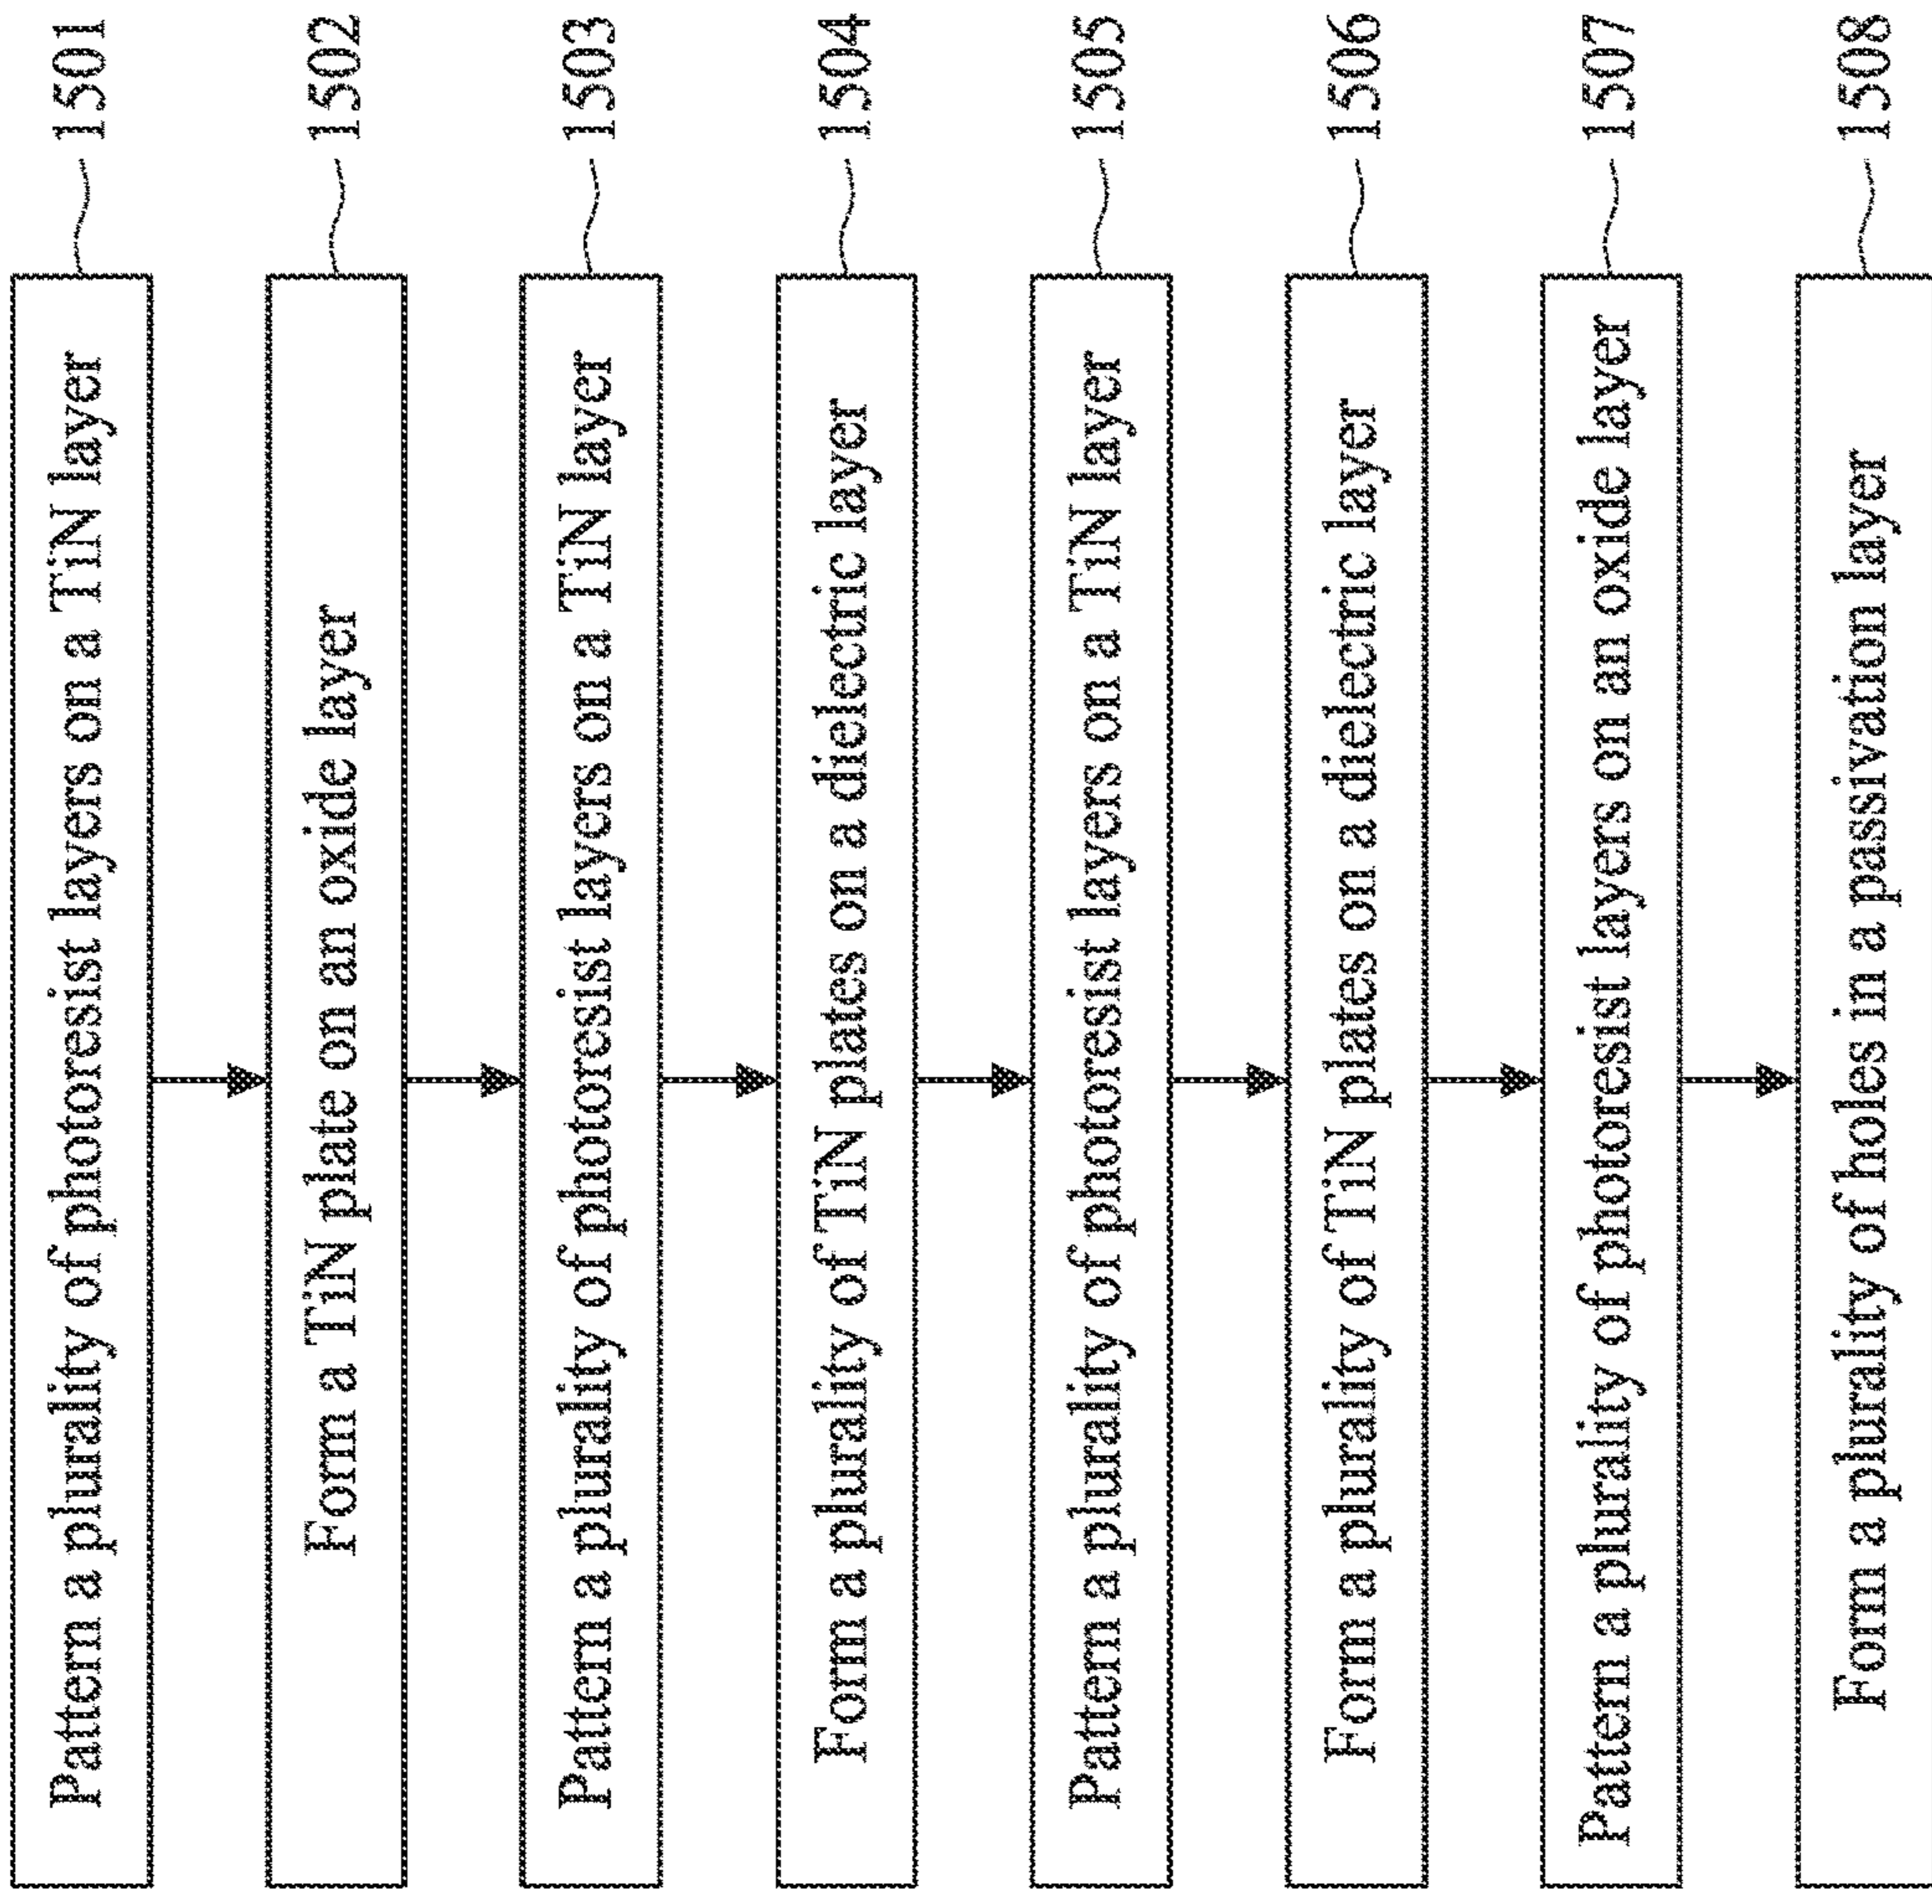 Pattern a plurality of photoresist layers on a TiN layer 1501
Form a TiN plate on an oxide layer 1502
Pattern a plurality of photoresist layers on a TiN layer 1503
Form a plurality of TiN plates on a dielectric layer 1504
Pattern a plurality of photoresist layers on a TiN layer 1505
Form a plurality of TiN plates on a dielectric layer 1506
Pattern a plurality of photoresist layers on an oxide layer 1507
Form a plurality of holes in a passivation layer 1508